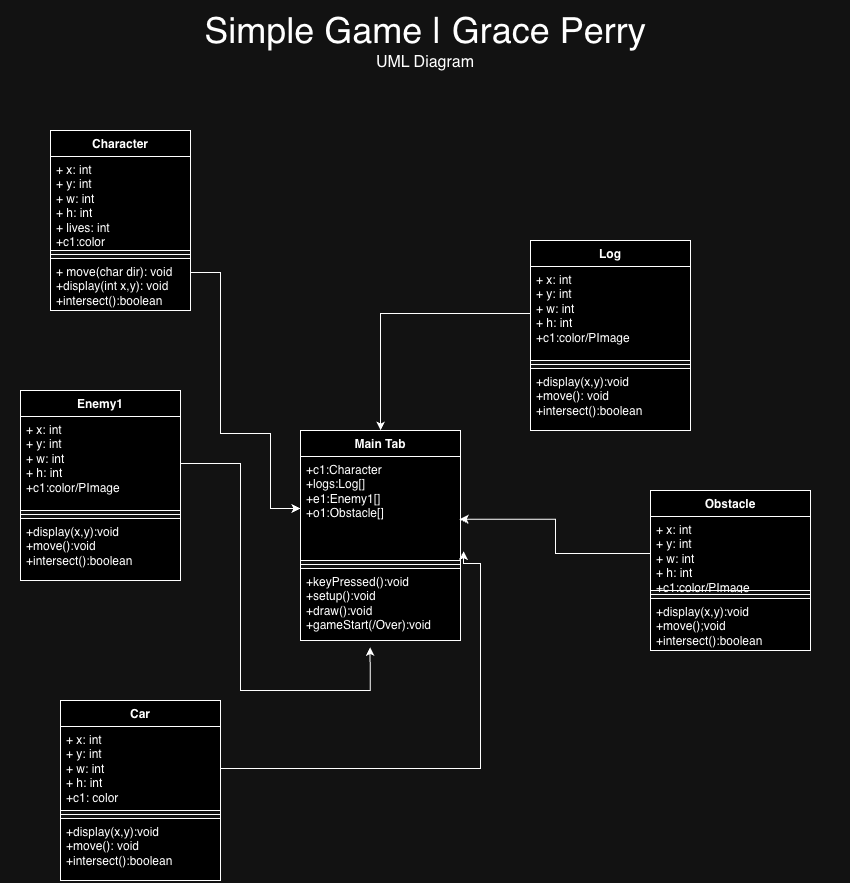 Simple Game | Grace Perry
UML Diagram
Character
+ x: int
+ y: int
+ w: int
+ h: int
+ lives: int
+c1:color
+ move(char dir): void
+display(int x,y): void
+intersect():boolean
Log
+ x: int
+ y: int
+ w: int
+ h: int
+c1:color/PImage
+display(x,y):void
+move(): void
+intersect():boolean
Enemy1
+ x: int
+ y: int
+ w: int
+ h: int
+c1:color/PImage
+display(x,y):void
+move():void
+intersect():boolean
Main Tab
+c1:Character
+logs:Log[]
+e1:Enemy1[]
+o1:Obstacle[]
+keyPressed():void
+setup():void
+draw():void
+gameStart(/Over):void
Obstacle
+ x: int
+ y: int
+ w: int
+ h: int
+c1:color/PImage
+display(x,y):void
+move();void
+intersect():boolean
Car
+ x: int
+ y: int
+ w: int
+ h: int
+c1: color
+display(x,y):void
+move(): void
+intersect():boolean